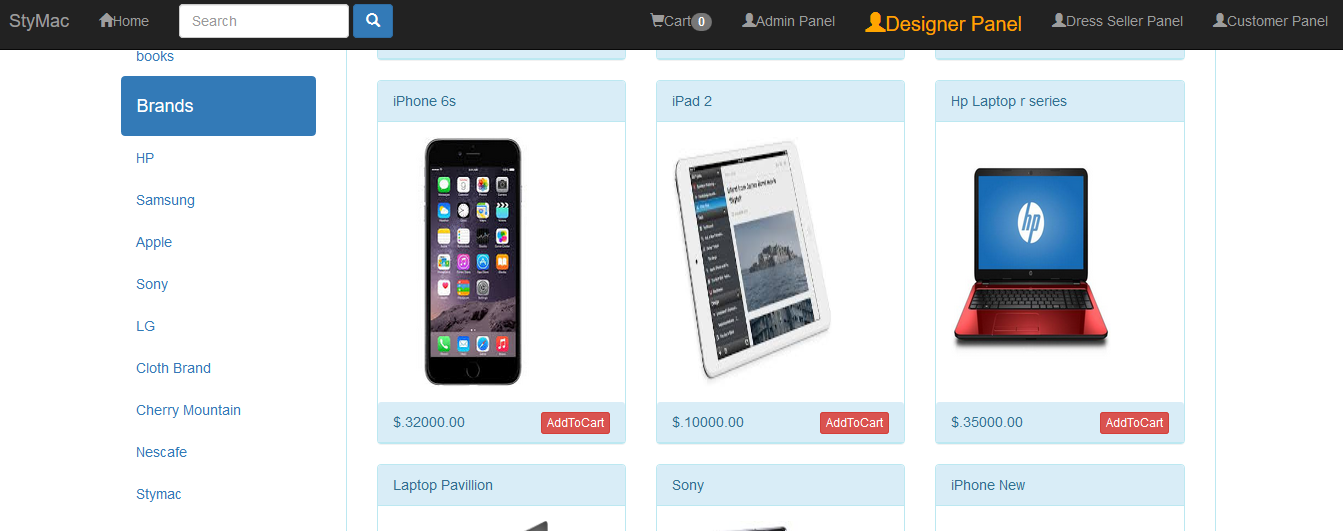 StyMac Home Search Cart 0 Admin Panel Designer Panel Dress Seller Panel Customer Panel
books
Brands
HP
Samsung
Apple
Sony
LG
Cloth Brand
Cherry Mountain
Nescafe
Stymac
iPhone 6s
$.32000.00 AddToCart
iPad 2
$.10000.00 AddToCart
Hp Laptop r series
hp
$.35000.00 AddToCart
Laptop Pavillion
Sony
iPhone New